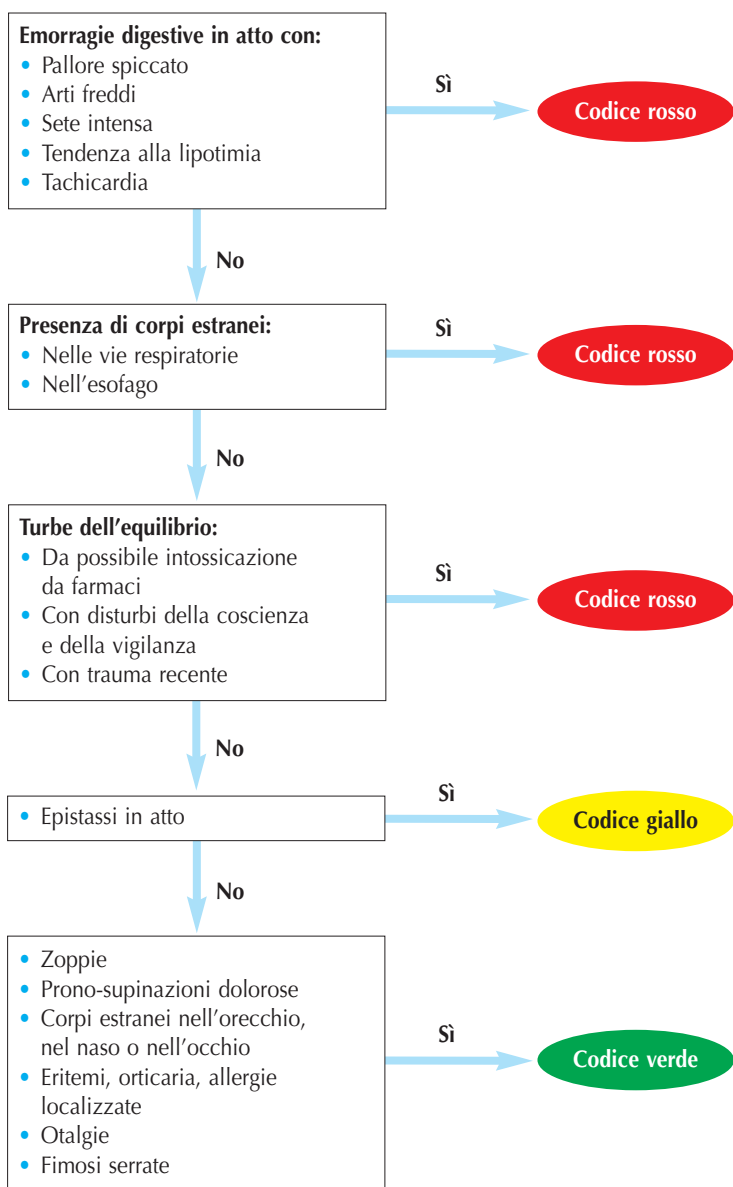 Emorragie digestive in atto con:
• Pallore spiccato
• Arti freddi
• Sete intensa
• Tendenza alla lipotimia
• Tachicardia
Sì
Codice rosso
No
Presenza di corpi estranei:
• Nelle vie respiratorie
• Nell'esofago
Sì
Codice rosso
No
Turbe dell'equilibrio:
• Da possibile intossicazione
da farmaci
• Con disturbi della coscienza
e della vigilanza
• Con trauma recente
Sì
Codice rosso
No
• Epistassi in atto
Sì
Codice giallo
No
• Zoppie
• Prono-supinazioni dolorose
• Corpi estranei nell'orecchio,
nel naso o nell'occhio
• Eritemi, orticaria, allergie
localizzate
• Otalgie
• Fimosi serrate
Sì
Codice verde